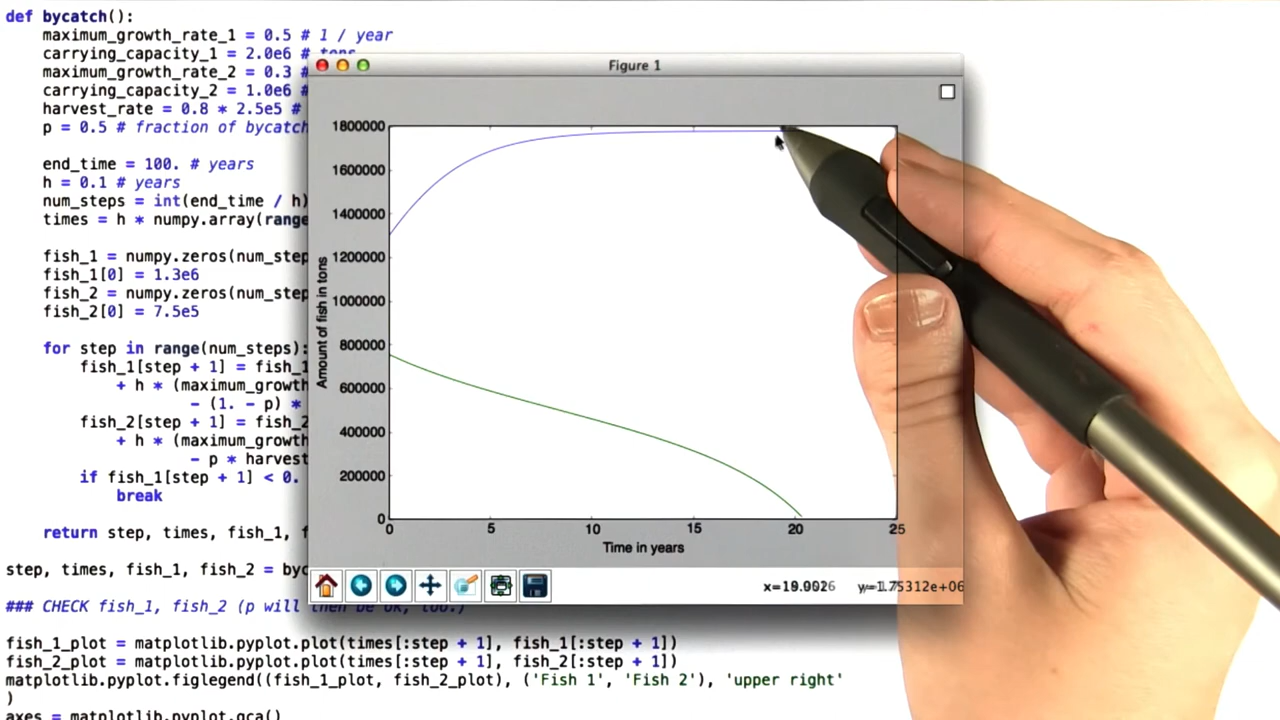 def bycatch():
maximum_growth_rate_1 = 0.5 # 1 / year
carrying_capacity_1 = 2.0e6 # tons
maximum_growth_rate_2 = 0.3 #
carrying_capacity_2 = 1.0e6 #
harvest_rate = 0.8 * 2.5e5 #
p = 0.5 # fraction of bycatch
end_time = 100. # years
h = 0.1 # years
num_steps = int(end_time / h)
times = h * numpy.array(range
fish_1 = numpy.zeros(num_step
fish_1[0] = 1.3e6
fish_2 = numpy.zeros(num_step
fish_2[0] = 7.5e5
for step in range(num_steps):
fish_1[step + 1] = fish_1
+ h * (maximum_growth
- (1. - p) *
fish_2[step + 1] = fish_2
+ h * (maximum_growth
- p * harves
if fish_1[step + 1] < 0.
break
return step, times, fish_1, f
step, times, fish_1, fish_2 = byc
### CHECK fish_1, fish_2 (p will then be ok, too.)
fish_1_plot = matplotlib.pyplot.plot(times[:step + 1], fish_1[:step + 1])
fish_2_plot = matplotlib.pyplot.plot(times[:step + 1], fish_2[:step + 1])
matplotlib.pyplot.figlegend((fish_1_plot, fish_2_plot), ('Fish 1', 'Fish 2'), 'upper right'
)
axes = matplotlib.pyplot.gca()
Figure 1
1800000
1600000
1400000
1200000
1000000
800000
600000
400000
200000
0
Amount of fish in tons
0 5 10 15 20 25
Time in years